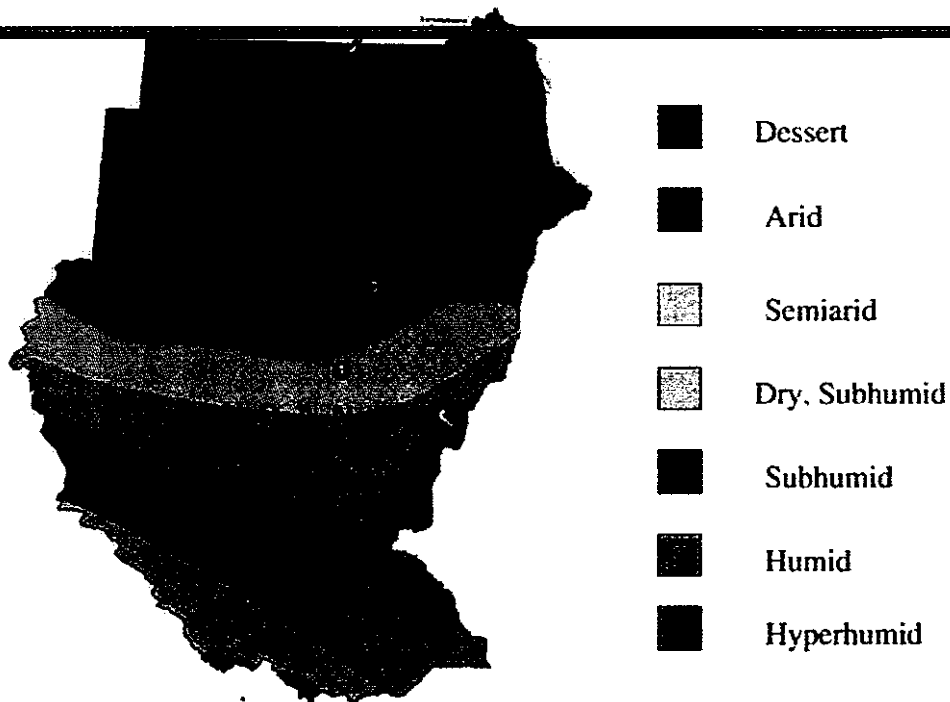 Dessert
Arid
Semiarid
Dry, Subhumid
Subhumid
Humid
Hyperhumid